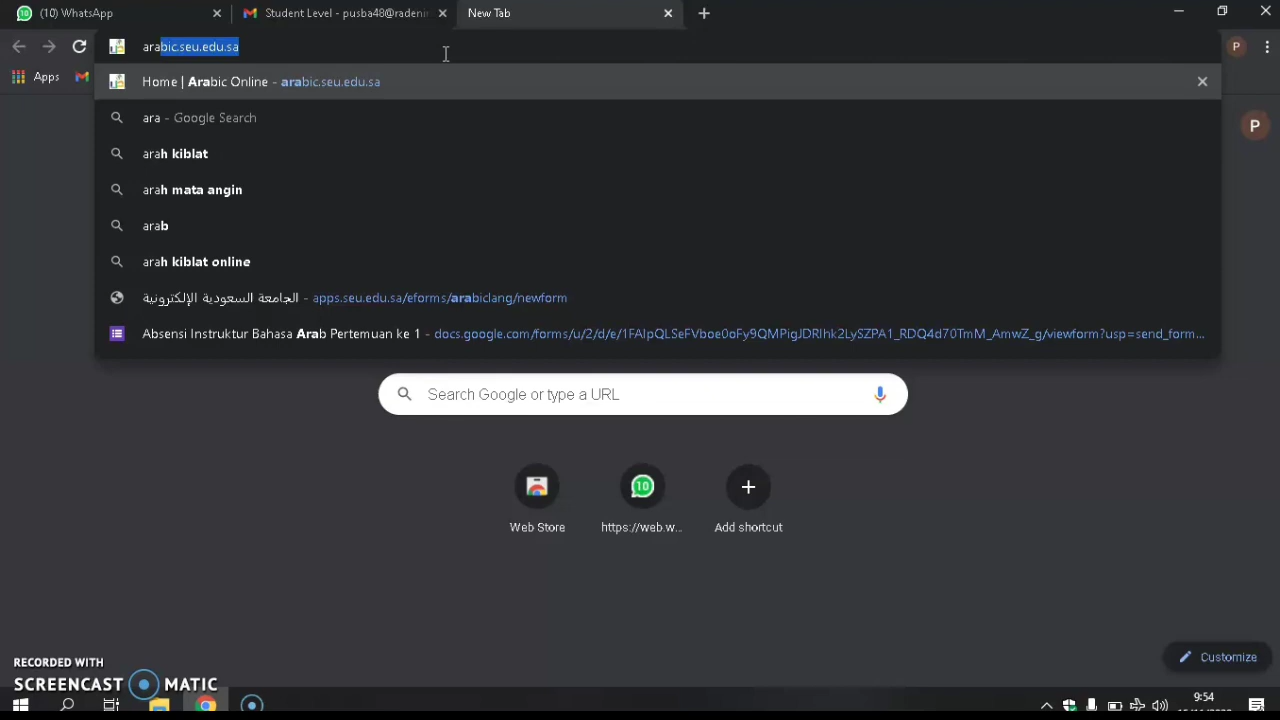 (10) WhatsApp
Student Level - pusba48@radeni
New Tab
arabic.seu.edu.sa
P
Apps
Home | Arabic Online - arabic.seu.edu.sa
ara - Google Search
arah kiblat
arah mata angin
arab
arah kiblat online
الجامعة السعودية الإلكترونية - apps.seu.edu.sa/eforms/arabiclang/newform
Absensi Instruktur Bahasa Arab Pertemuan ke 1 - docs.google.com/forms/u/2/d/e/1FAIpQLSeFVboe0oFy9QMPigJDRIhk2LySZPA1_RDQ4d70TmM_AmwZ_g/viewform?usp=send_form...
P
Search Google or type a URL
10
Web Store
https://web.w...
Add shortcut
Customize
RECORDED WITH
SCREENCAST MATIC
9:54